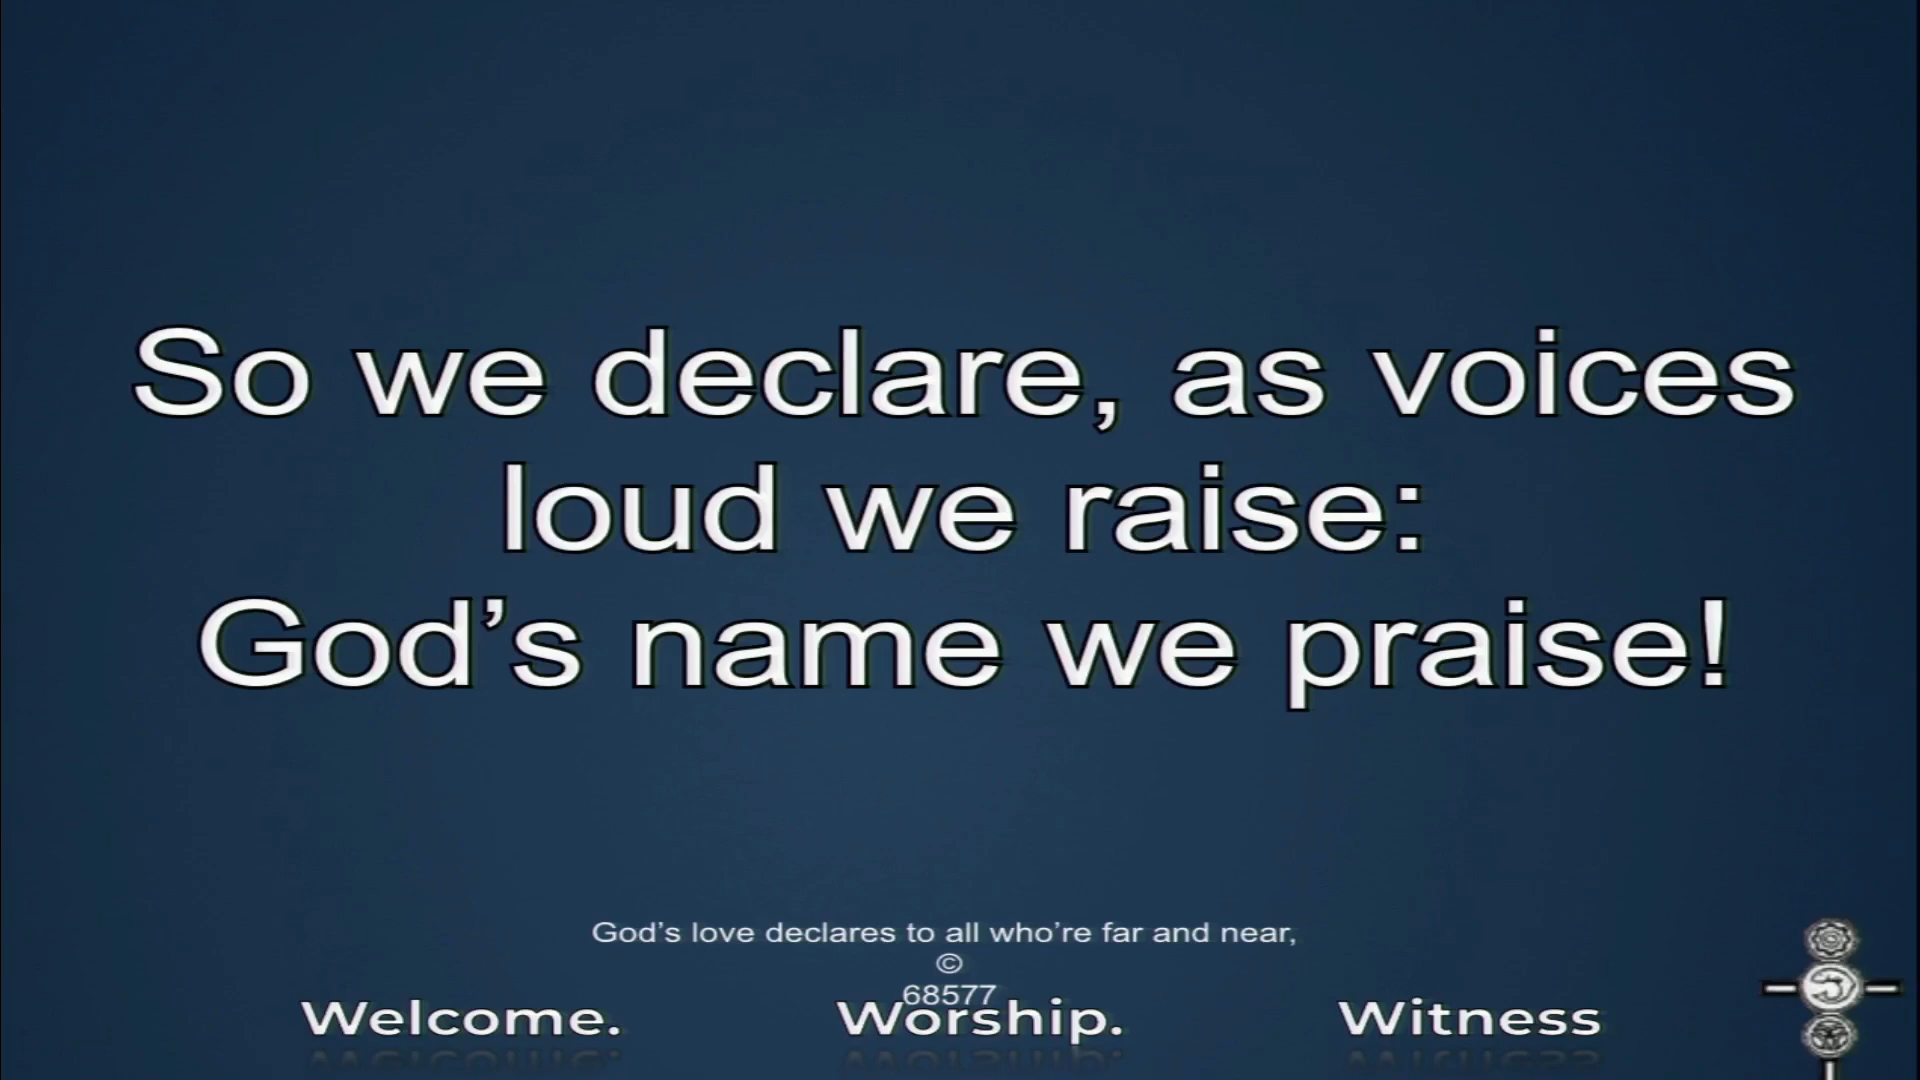 So we declare, as voices
loud we raise:
God’s name we praise!
God’s love declares to all who’re far and near,
©
68577
Welcome. Worship. Witness